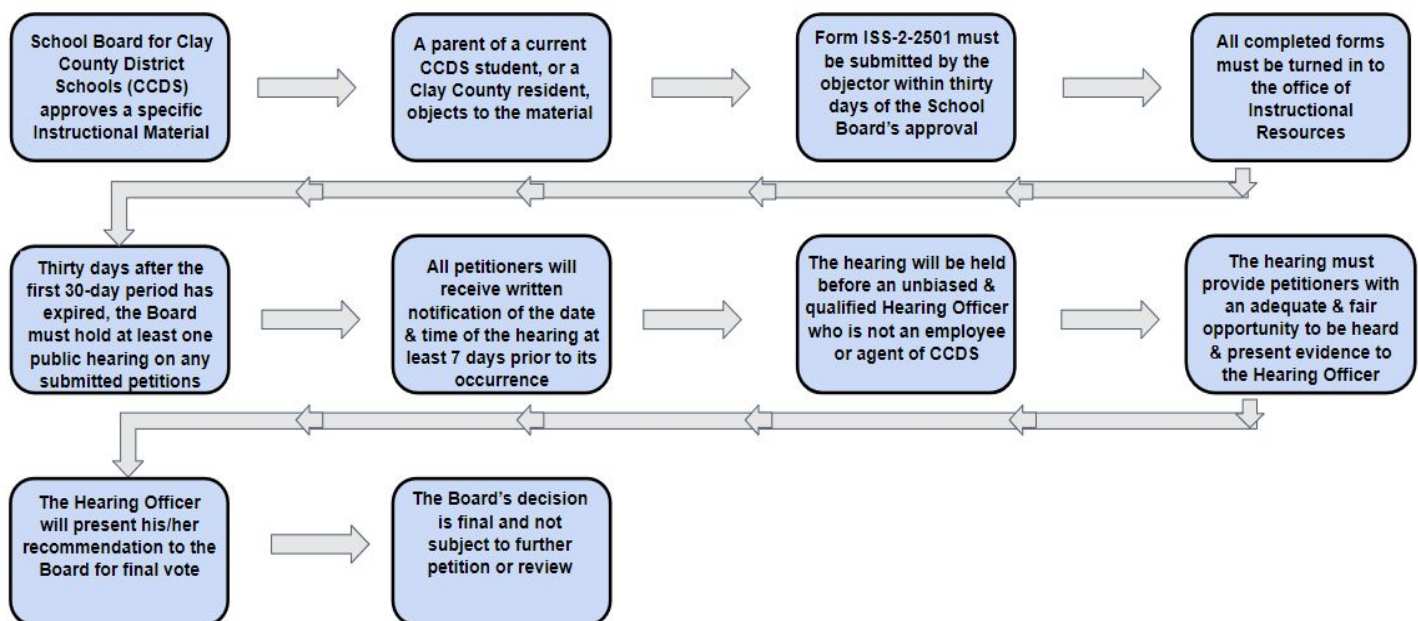 School Board for Clay
County District
Schools (CCDS)
approves a specific
Instructional Material
A parent of a current
CCDS student, or a
Clay County resident,
objects to the material
Form ISS-2-2501 must
be submitted by the
objector within thirty
days of the School
Board's approval
All completed forms
must be turned in to
the office of
Instructional
Resources
Thirty days after the
first 30-day period has
expired, the Board
must hold at least one
public hearing on any
submitted petitions
All petitioners will
receive written
notification of the date
& time of the hearing at
least 7 days prior to its
occurrence
The hearing will be held
before an unbiased &
qualified Hearing Officer
who is not an employee
or agent of CCDS
The hearing must
provide petitioners with
an adequate & fair
opportunity to be heard
& present evidence to
the Hearing Officer
The Hearing Officer
will present his/her
recommendation to the
Board for final vote
The Board's decision
is final and not
subject to further
petition or review